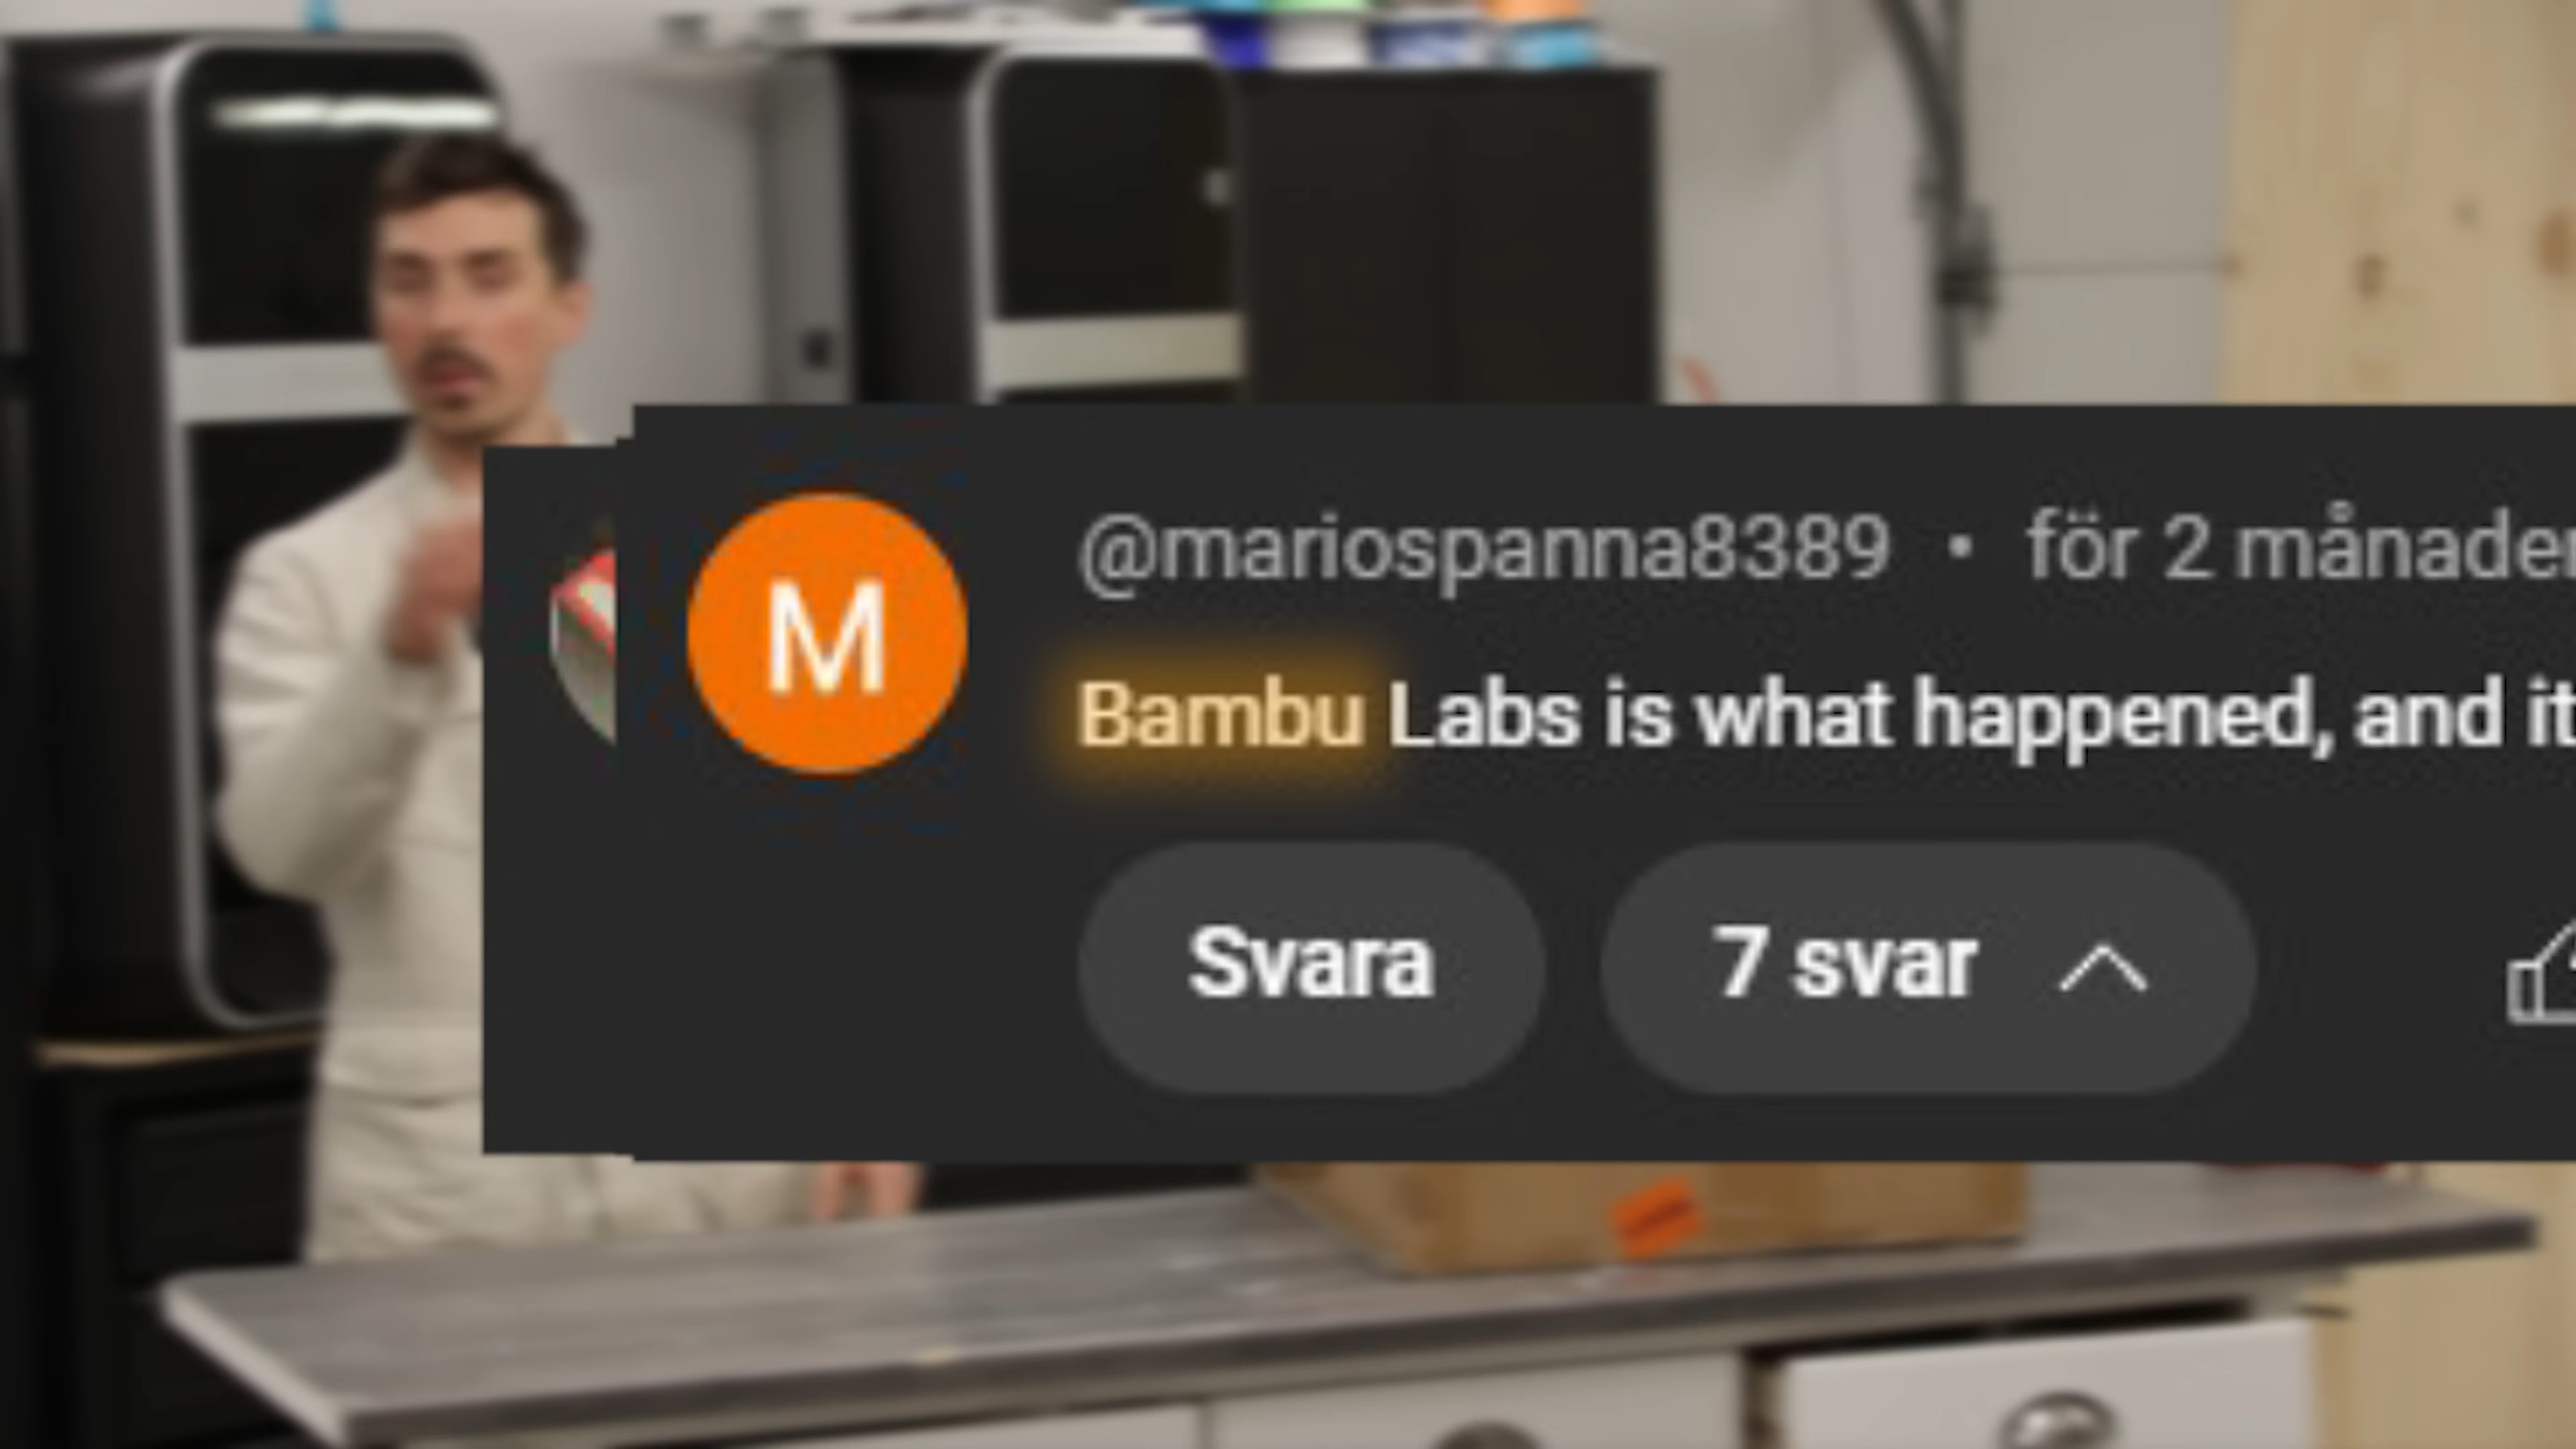 M
@mariospanna8389 • för 2 månader
Bambu Labs is what happened, and it
Svara
7 svar